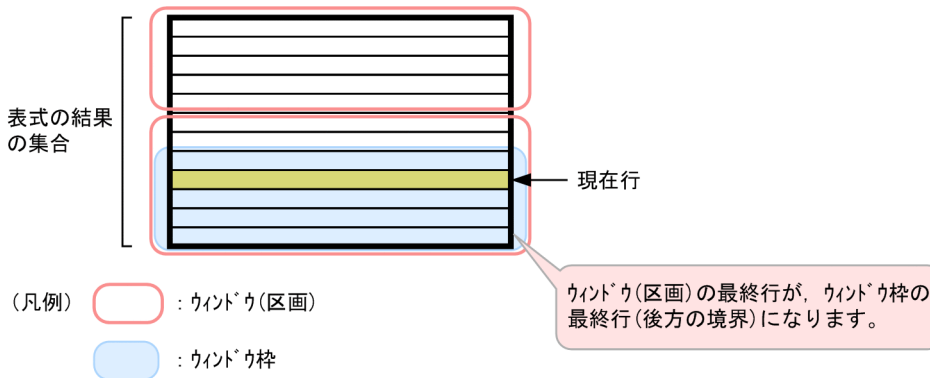 表式の結果
の集合
現在行
ｳｨﾝﾄﾞｳ(区画)の最終行が，ｳｨﾝﾄﾞｳ枠の
最終行(後方の境界)になります。
(凡例)
：ｳｨﾝﾄﾞｳ(区画)
：ｳｨﾝﾄﾞｳ枠